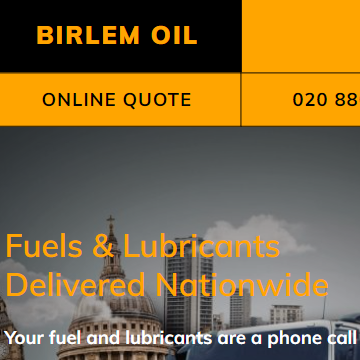 BIRLEM OIL
ONLINE QUOTE
020 88
Fuels & Lubricants
Delivered Nationwide
Your fuel and lubricants are a phone call